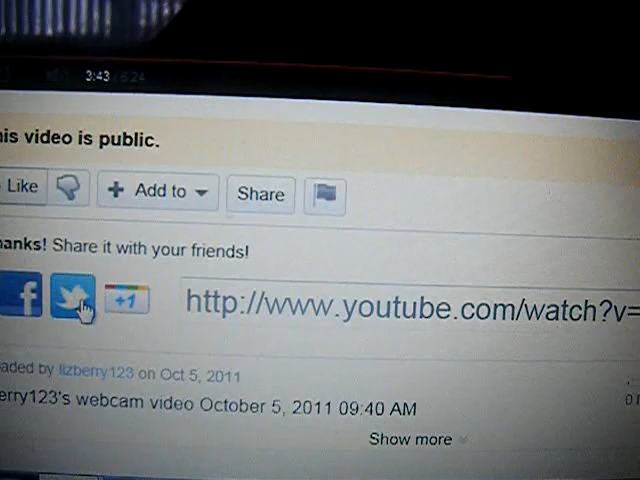 3:43 / 6:24
his video is public.
Like Add to Share
hanks! Share it with your friends!
f +1 http://www.youtube.com/watch?v=
aded by lizberry123 on Oct 5, 2011
erry123's webcam video October 5, 2011 09:40 AM
Show more